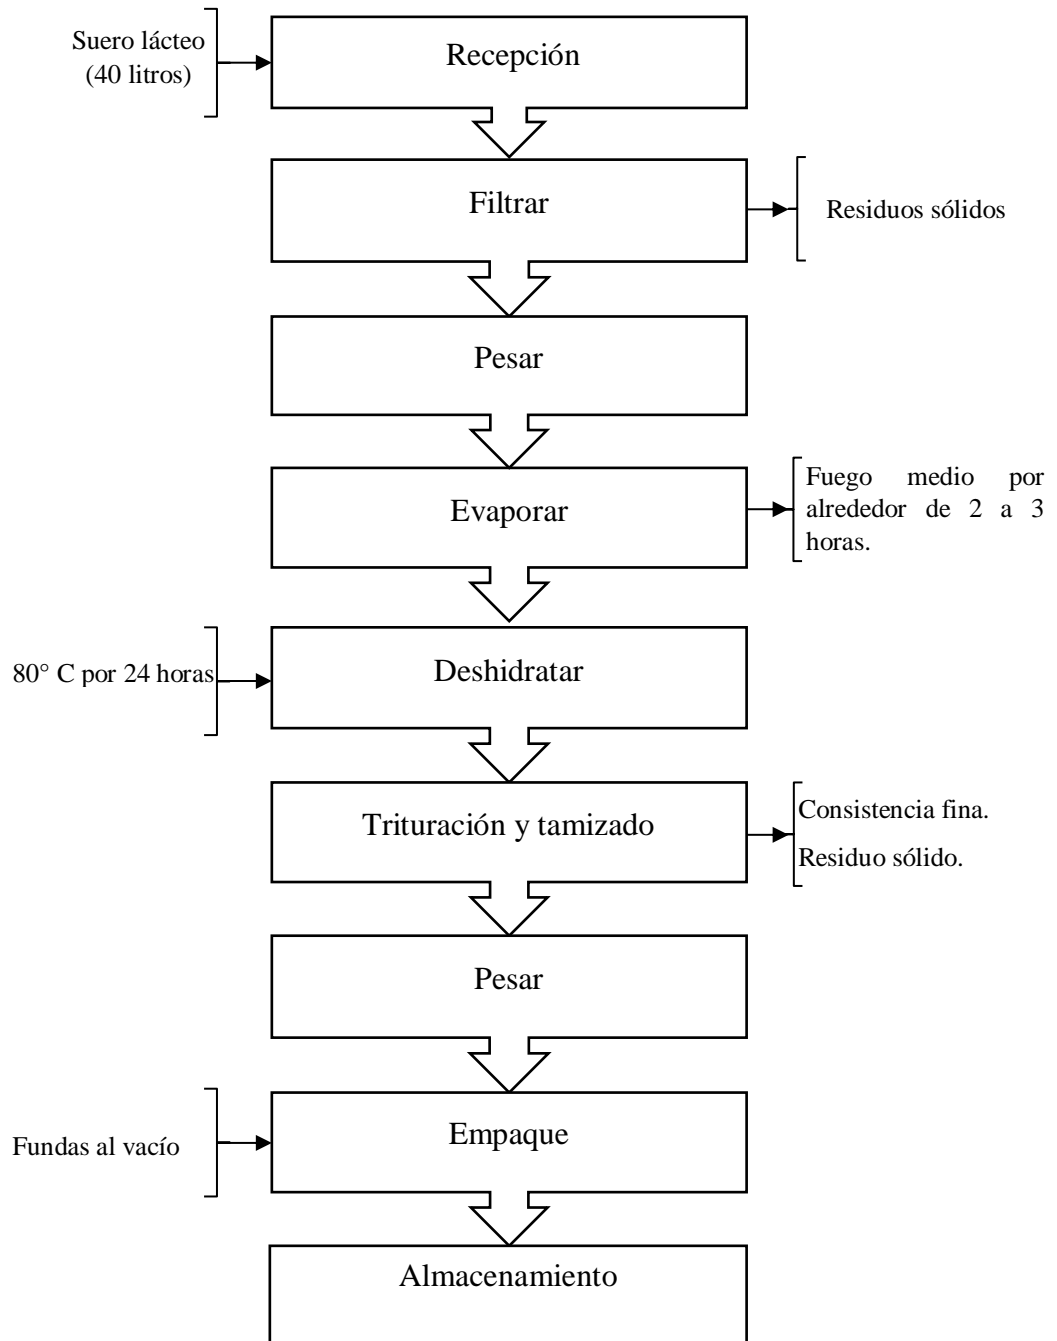 Suero lácteo
(40 litros)
Recepción
Filtrar
Residuos sólidos
Pesar
Evaporar
Fuego medio por
alrededor de 2 a 3
horas.
80° C por 24 horas
Deshidratar
Trituración y tamizado
Consistencia fina.
Residuo sólido.
Pesar
Fundas al vacío
Empaque
Almacenamiento